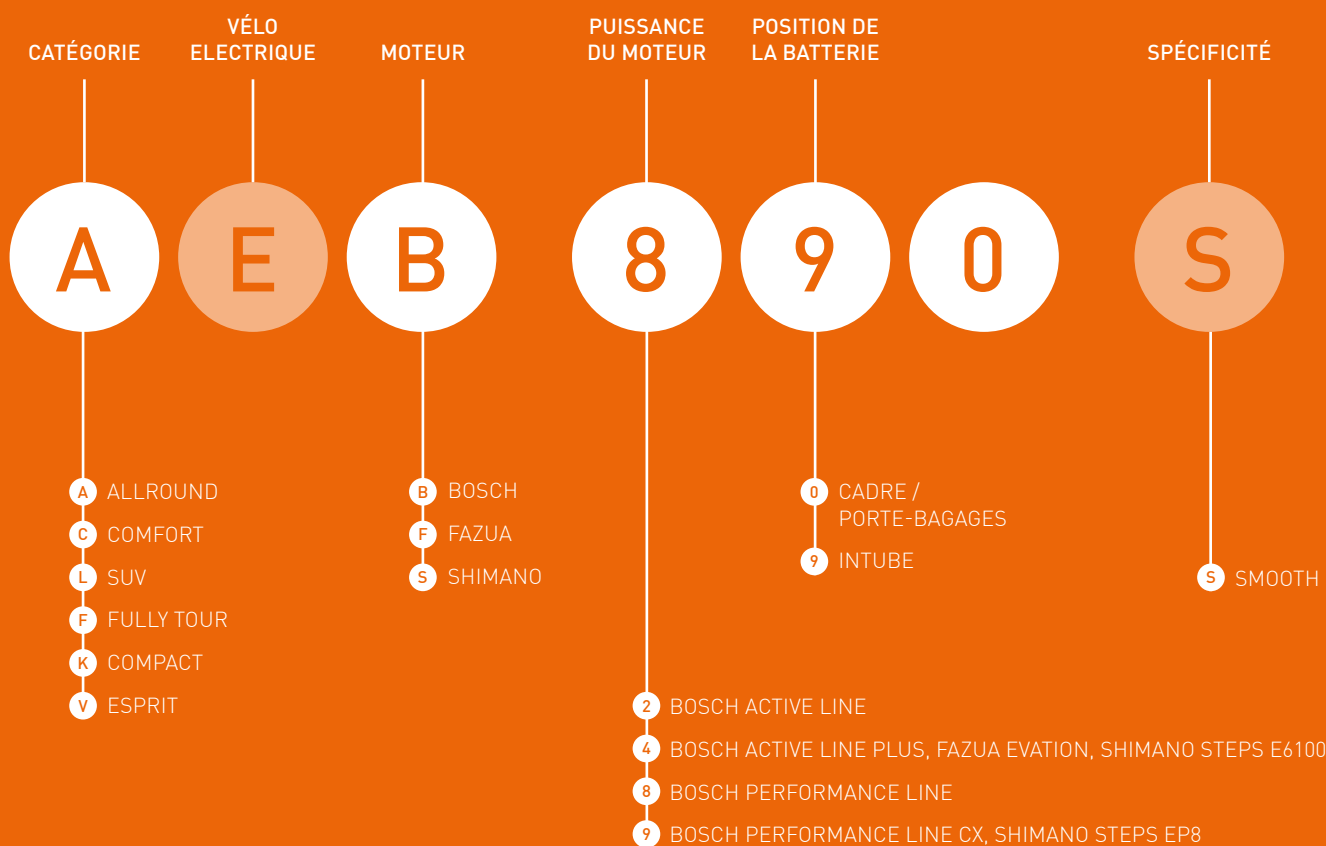 CATÉGORIE
VÉLO
ELECTRIQUE
MOTEUR
PUISSANCE
DU MOTEUR
POSITION DE
LA BATTERIE
SPÉCIFICITÉ
A E B 8 9 0 S
A ALLROUND
C COMFORT
L SUV
F FULLY TOUR
K COMPACT
V ESPRIT
B BOSCH
F FAZUA
S SHIMANO
2 BOSCH ACTIVE LINE
4 BOSCH ACTIVE LINE PLUS, FAZUA EVATION, SHIMANO STEPS E6100
8 BOSCH PERFORMANCE LINE
9 BOSCH PERFORMANCE LINE CX, SHIMANO STEPS EP8
0 CADRE /
PORTE-BAGAGES
9 INTUBE
S SMOOTH